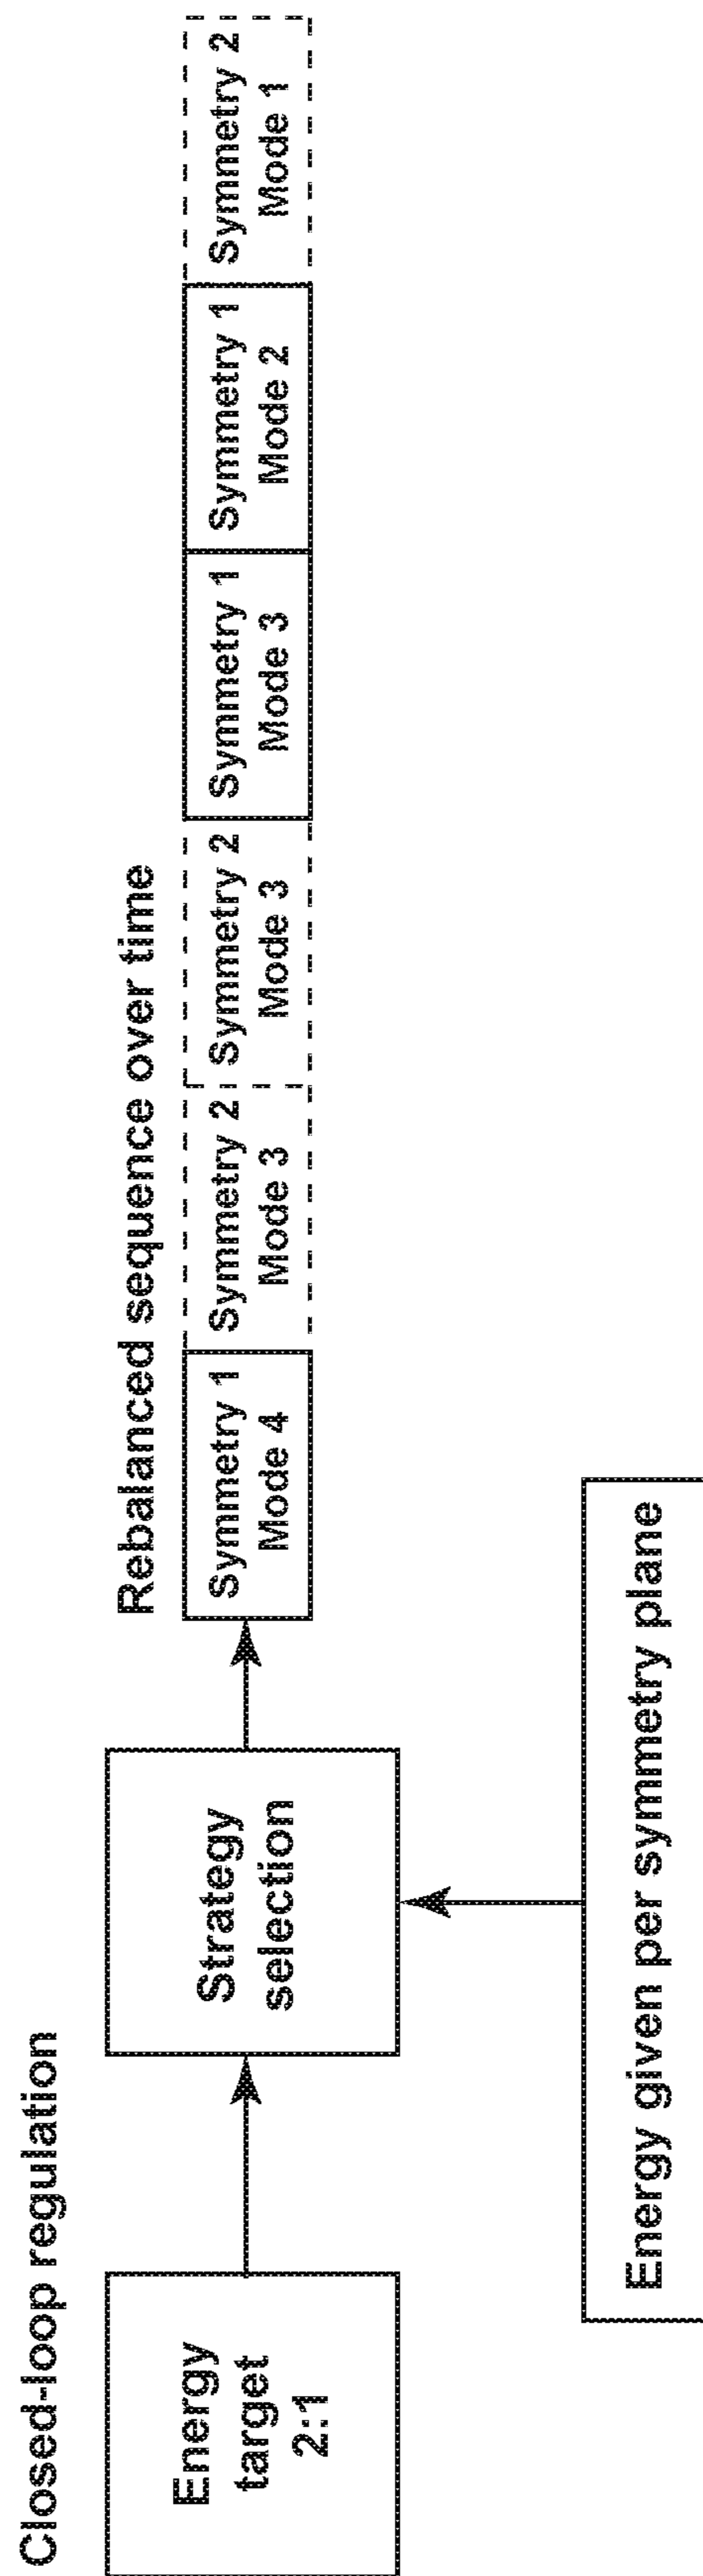 Closed-loop regulation
Energy
target
2:1
Strategy
selection
Energy given per symmetry plane
Rebalanced sequence over time
Symmetry 1
Mode 4
Symmetry 2
Mode 3
Symmetry 2
Mode 3
Symmetry 1
Mode 3
Symmetry 1
Mode 2
Symmetry 2
Mode 1